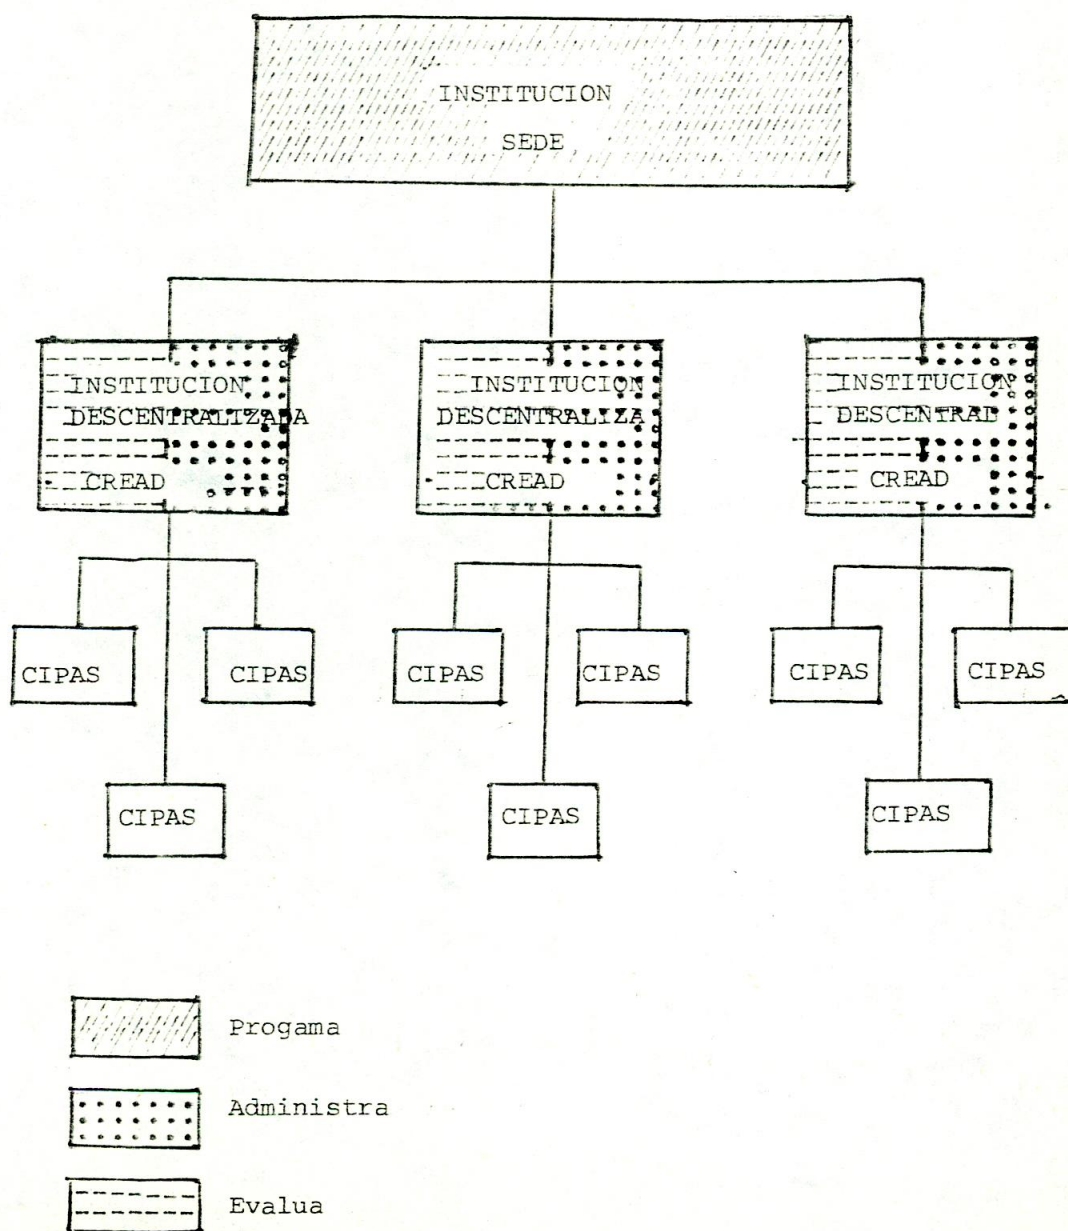 INSTITUCION
SEDE
INSTITUCION
DESCENTRALIZADA
CREAD
INSTITUCION
DESCENTRALIZA
CREAD
INSTITUCION
DESCENTRAD
CREAD
CIPAS
CIPAS
CIPAS
CIPAS
CIPAS
CIPAS
CIPAS
CIPAS
CIPAS
Progama
Administra
Evalua